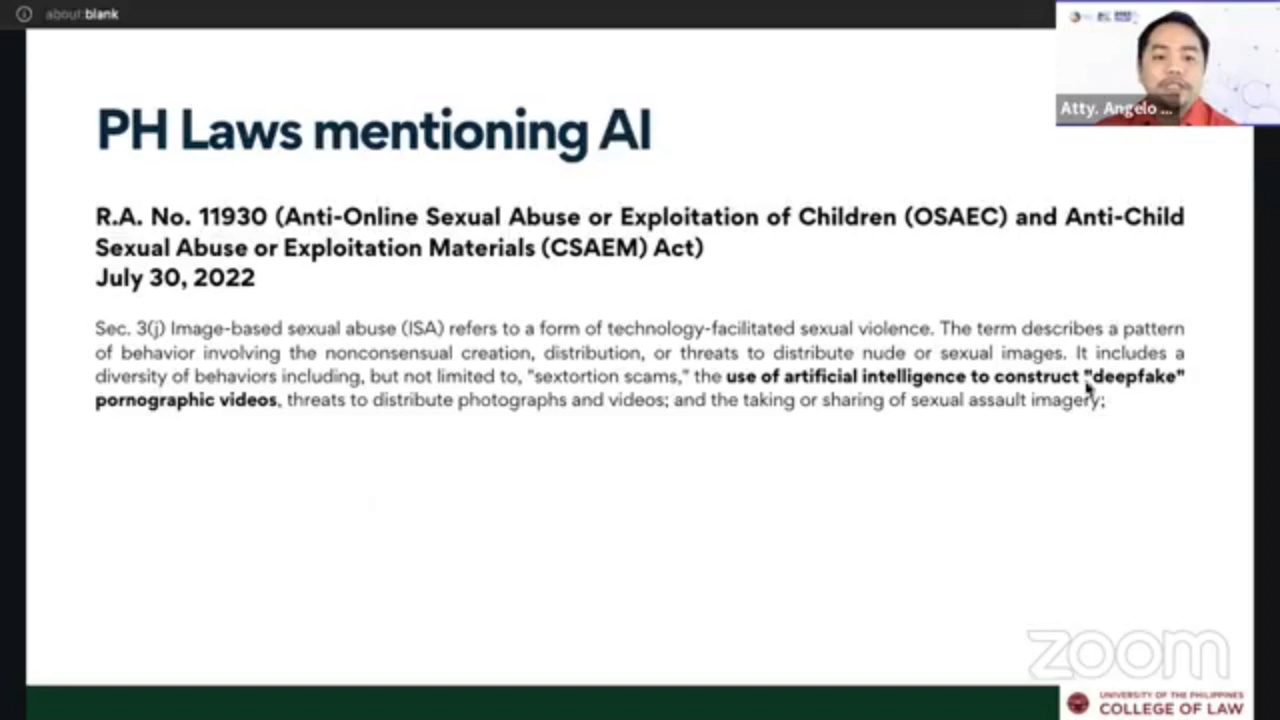 about:blank
Atty. Angelo ...
PH Laws mentioning AI
R.A. No. 11930 (Anti-Online Sexual Abuse or Exploitation of Children (OSAEC) and Anti-Child
Sexual Abuse or Exploitation Materials (CSAEM) Act)
July 30, 2022
Sec. 3(j) Image-based sexual abuse (ISA) refers to a form of technology-facilitated sexual violence. The term describes a pattern
of behavior involving the nonconsensual creation, distribution, or threats to distribute nude or sexual images. It includes a
diversity of behaviors including, but not limited to, "sextortion scams," the use of artificial intelligence to construct "deepfake"
pornographic videos, threats to distribute photographs and videos; and the taking or sharing of sexual assault imagery;
zoom
UNIVERSITY OF THE PHILIPPINES
COLLEGE OF LAW